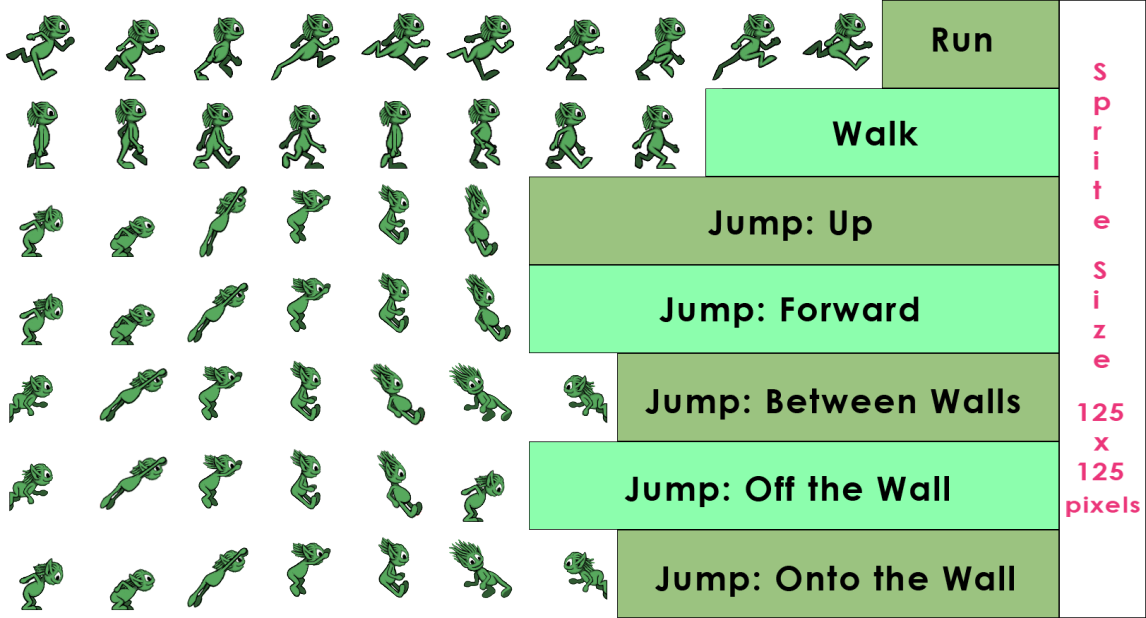 Run
Walk
Jump: Up
Jump: Forward
Jump: Between Walls
Jump: Off the Wall
Jump: Onto the Wall
Sprite Size
125
x
125
pixels